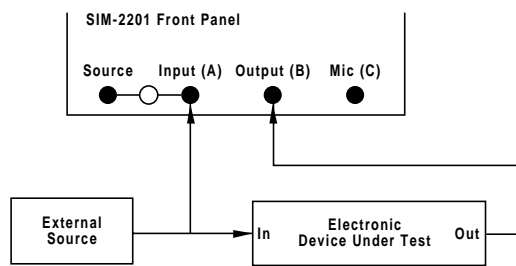 SIM-2201 Front Panel
Source Input (A) Output (B) Mic (C)
External
Source
In Electronic Out
Device Under Test